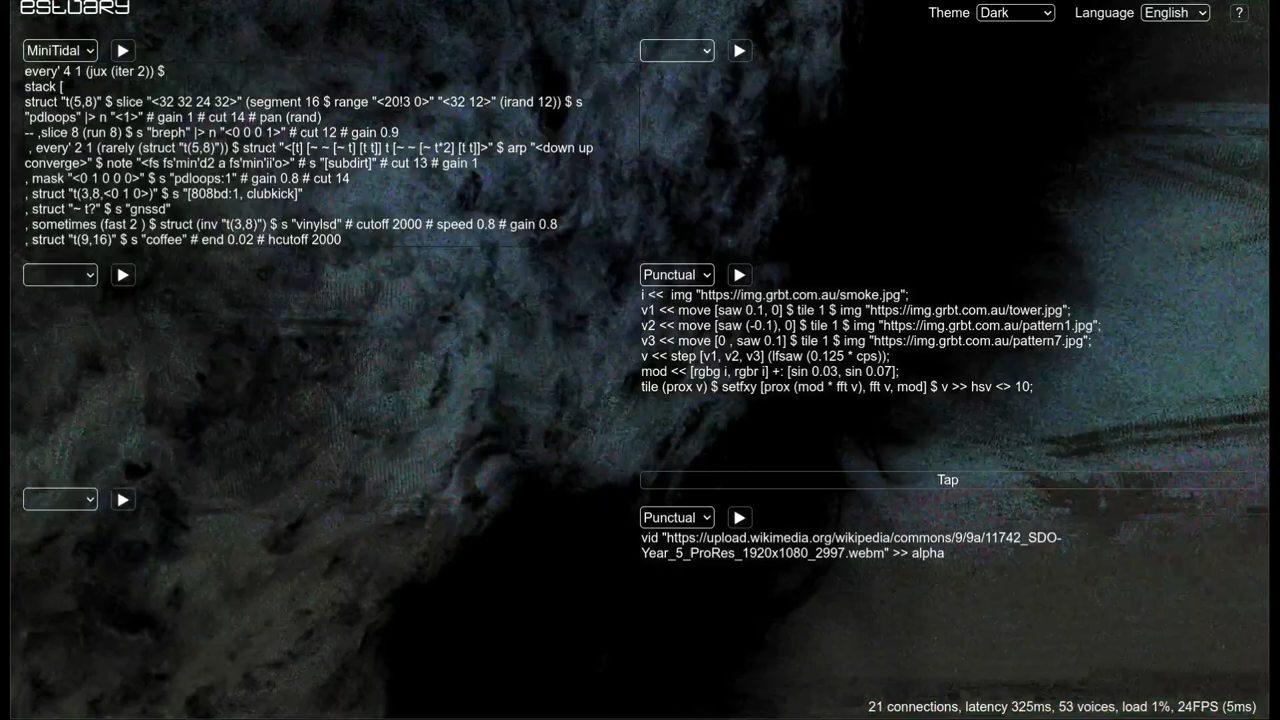 estuary
Theme Dark Language English ?
MiniTidal
every' 4 1 (jux (iter 2)) $
stack [
struct "t(5,8)" $ slice "<32 32 24 32>" (segment 16 $ range "<20!3 0>" "<32 12>" (irand 12)) $ s
"pdloops" |> n "<1>" # gain 1 # cut 14 # pan (rand)
-- ,slice 8 (run 8) $ s "breph" |> n "<0 0 0 1>" # cut 12 # gain 0.9
, every' 2 1 (rarely (struct "t(5,8)")) $ struct "<[t] [~ ~ [~ t] [t t]] t [~ ~ [~ t*2] [t t]]>" $ arp "<down up
converge>" $ note "<fs fs'min'd2 a fs'min'ii'o>" # s "[subdirt]" # cut 13 # gain 1
, mask "<0 1 0 0 0>" $ s "pdloops:1" # gain 0.8 # cut 14
, struct "t(3,8,<0 1 0>)" $ s "[808bd:1, clubkick]"
, struct "~ t?" $ s "gnssd"
, sometimes (fast 2 ) $ struct (inv "t(3,8)") $ s "vinylsd" # cutoff 2000 # speed 0.8 # gain 0.8
, struct "t(9,16)" $ s "coffee" # end 0.02 # hcutoff 2000
Punctual
i << img "https://img.grbt.com.au/smoke.jpg";
v1 << move [saw 0.1, 0] $ tile 1 $ img "https://img.grbt.com.au/tower.jpg";
v2 << move [saw (-0.1), 0] $ tile 1 $ img "https://img.grbt.com.au/pattern1.jpg";
v3 << move [0 , saw 0.1] $ tile 1 $ img "https://img.grbt.com.au/pattern7.jpg";
v << step [v1, v2, v3] (lfsaw (0.125 * cps));
mod << [rgbg i, rgbr i] +: [sin 0.03, sin 0.07];
tile (prox v) $ setfxy [prox (mod * fft v), fft v, mod] $ v >> hsv <> 10;
Tap
Punctual
vid "https://upload.wikimedia.org/wikipedia/commons/9/9a/11742_SDO-
Year_5_ProRes_1920x1080_2997.webm" >> alpha
21 connections, latency 325ms, 53 voices, load 1%, 24FPS (5ms)